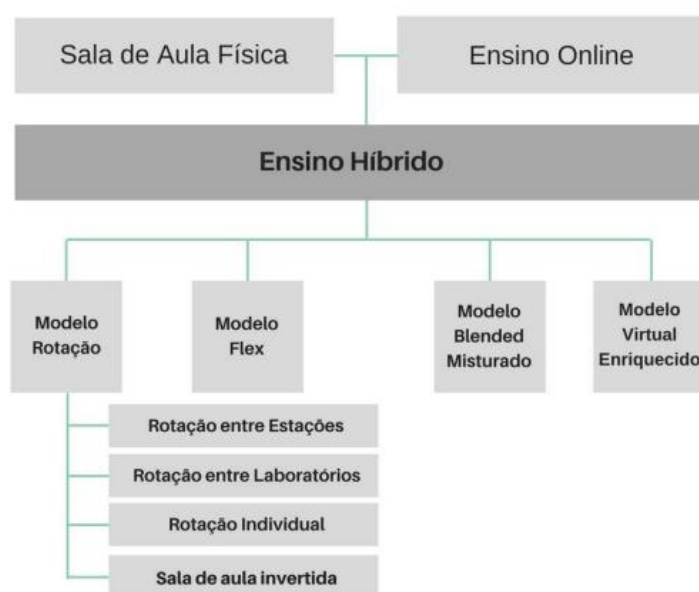 Sala de Aula Física
Ensino Online
Ensino Híbrido
Modelo
Rotação
Modelo
Flex
Modelo
Blended
Misturado
Modelo
Virtual
Enriquecido
Rotação entre Estações
Rotação entre Laboratórios
Rotação Individual
Sala de aula invertida